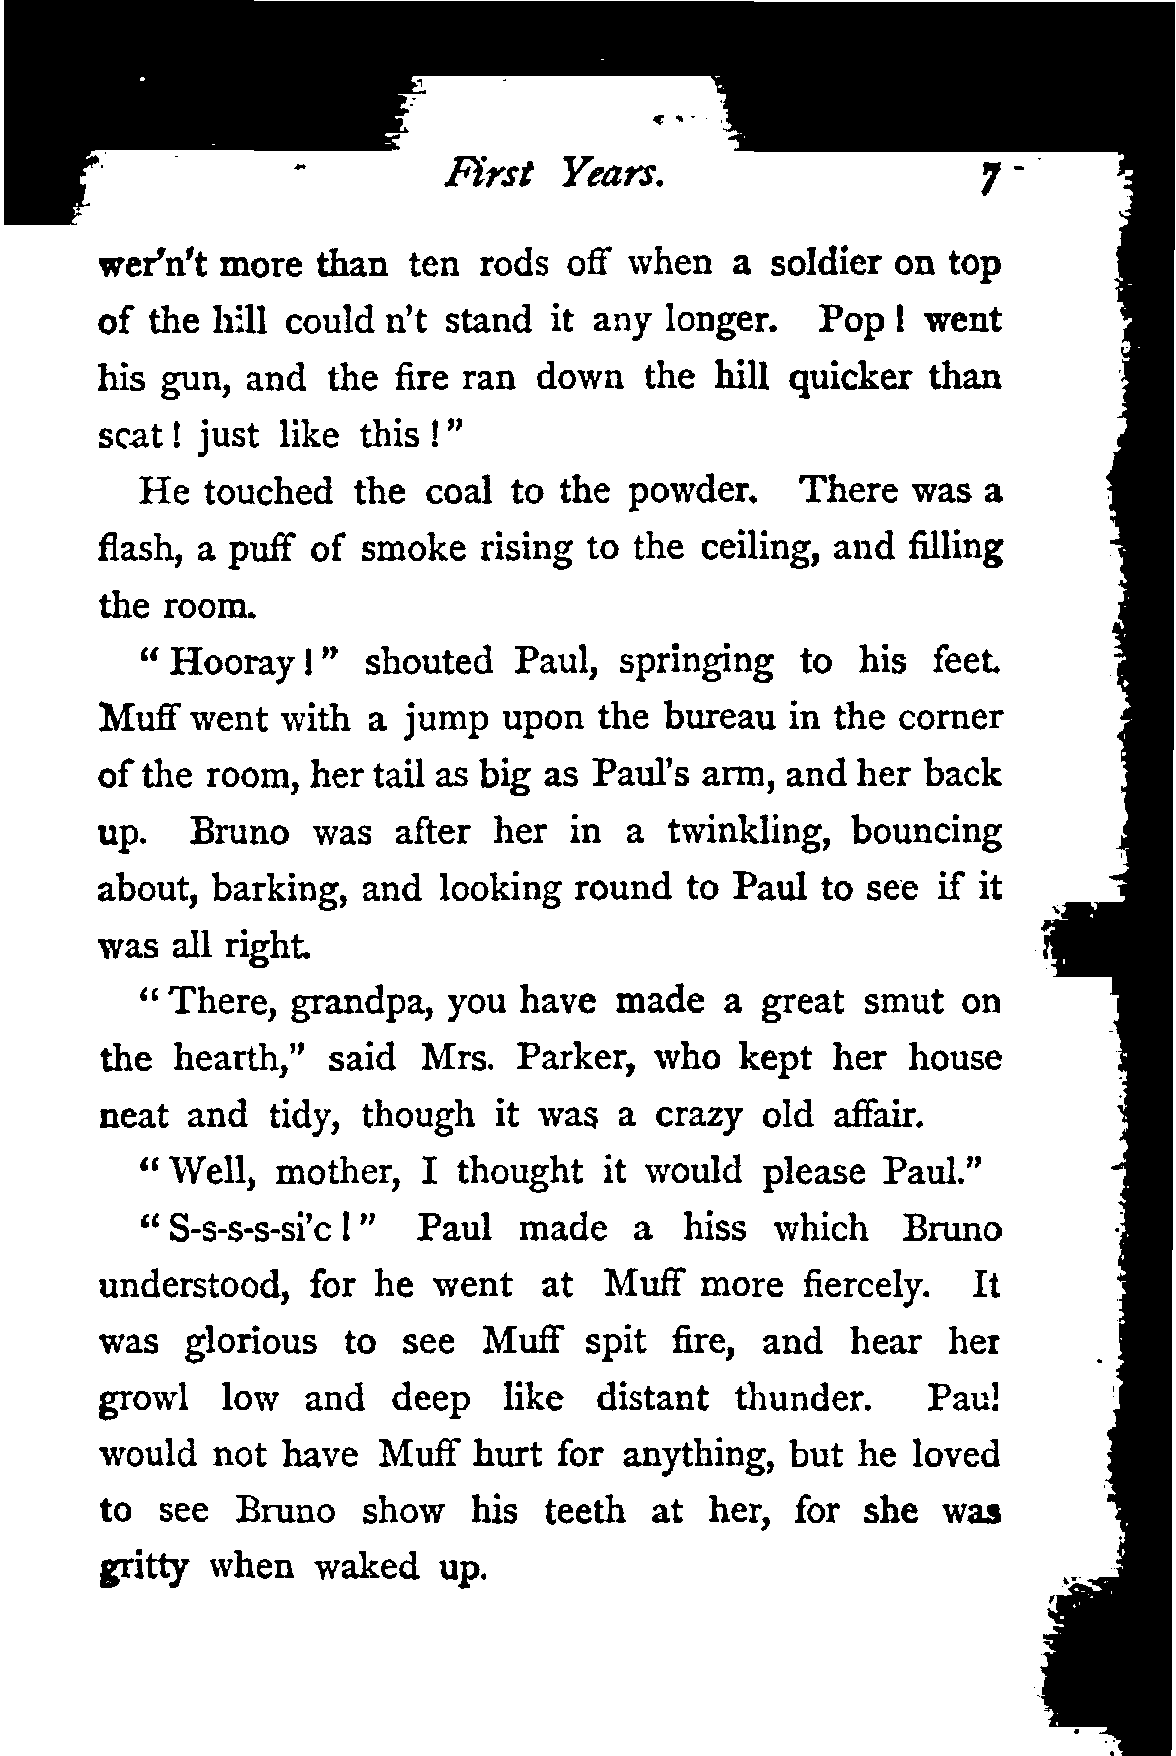 First Years. 7
wer'n't more than ten rods off when a soldier on top
of the hill could n't stand it any longer. Pop! went
his gun, and the fire ran down the hill quicker than
scat! just like this!"
He touched the coal to the powder. There was a
flash, a puff of smoke rising to the ceiling, and filling
the room.
"Hooray!" shouted Paul, springing to his feet.
Muff went with a jump upon the bureau in the corner
of the room, her tail as big as Paul's arm, and her back
up. Bruno was after her in a twinkling, bouncing
about, barking, and looking round to Paul to see if it
was all right.
"There, grandpa, you have made a great smut on
the hearth," said Mrs. Parker, who kept her house
neat and tidy, though it was a crazy old affair.
"Well, mother, I thought it would please Paul."
"S-s-s-s-si'c!" Paul made a hiss which Bruno
understood, for he went at Muff more fiercely. It
was glorious to see Muff spit fire, and hear her
growl low and deep like distant thunder. Paul
would not have Muff hurt for anything, but he loved
to see Bruno show his teeth at her, for she was
gritty when waked up.